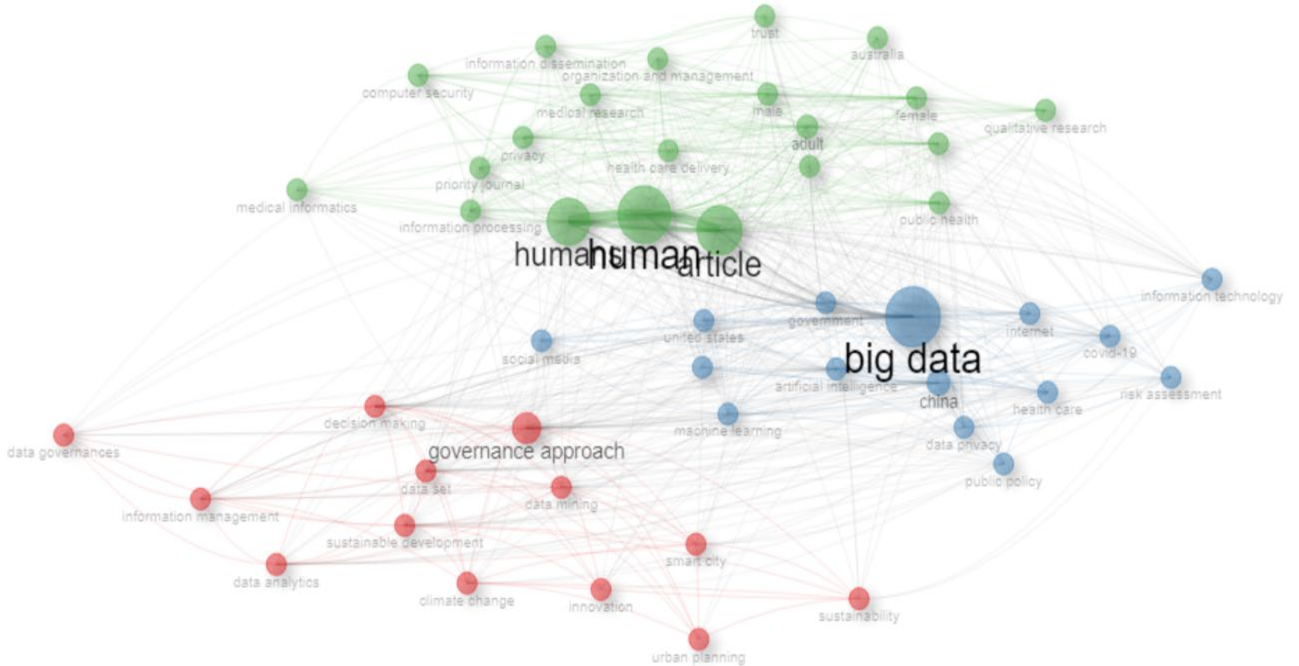 trust
australia
information dissemination
organization and management
computer security
medical research
male
female
qualitative research
adult
privacy
health care delivery
priority journal
medical informatics
public health
information processing
humans
human
article
information technology
government
united states
internet
social media
covid-19
big data
artificial intelligence
risk assessment
china
health care
decision making
machine learning
data privacy
data governances
governance approach
public policy
data set
data mining
information management
sustainable development
smart city
data analytics
climate change
innovation
sustainability
urban planning